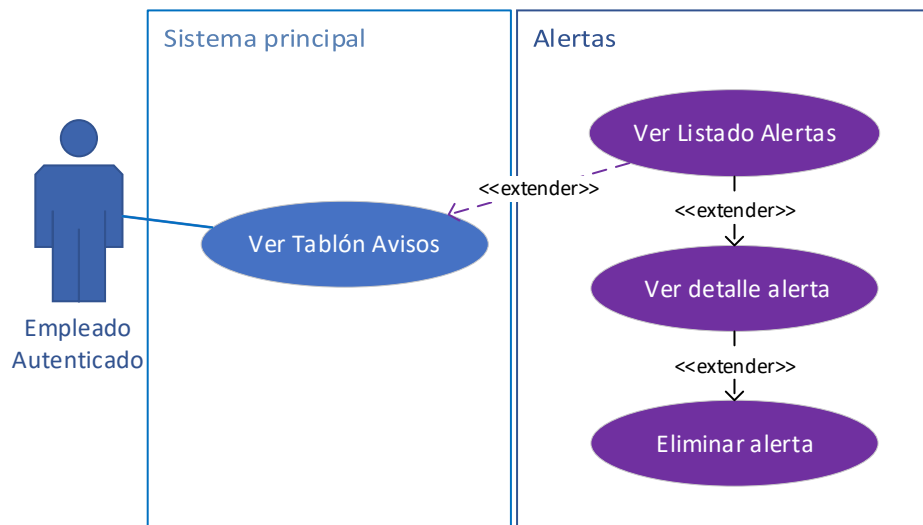 Sistema principal
Alertas
Ver Listado Alertas
<<extender>>
<<extender>>
Ver Tablón Avisos
Ver detalle alerta
Empleado
Autenticado
<<extender>>
Eliminar alerta